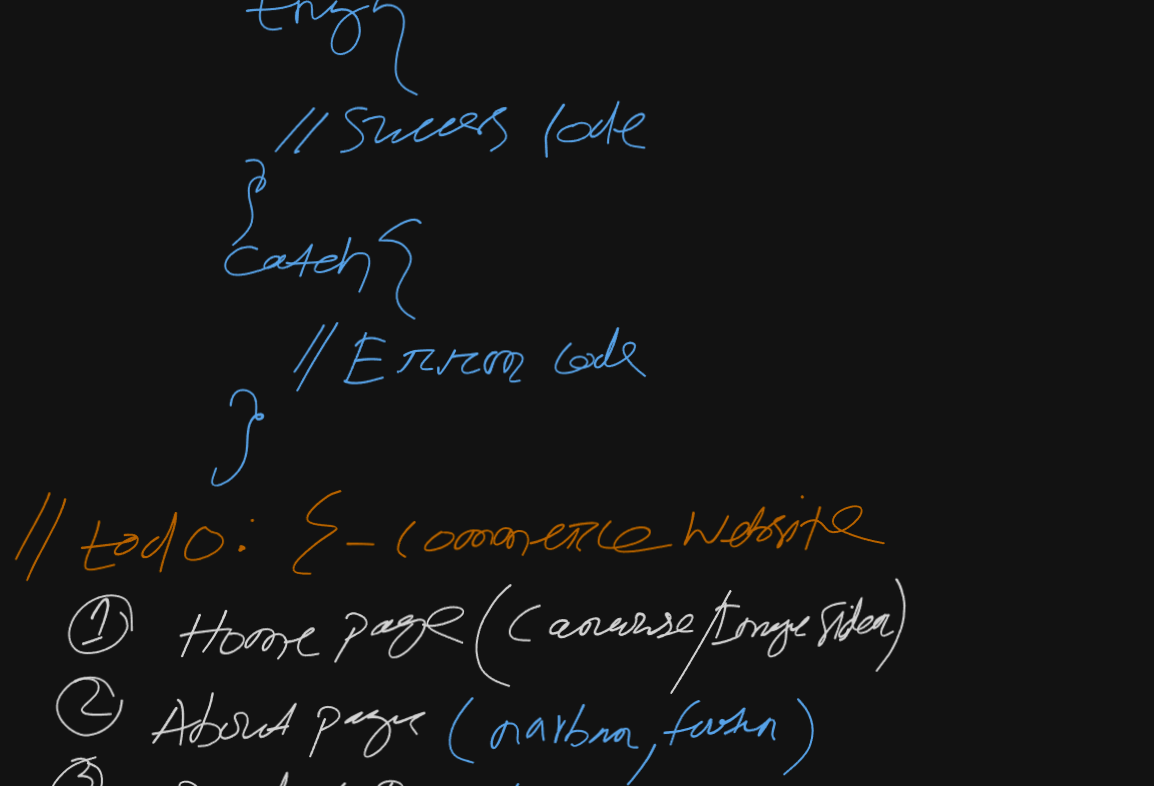 try{
//Success code
}
catch{
//Error code
}
//todo: E-commerce website
① Home page (Carousel/Image Slider)
② About page (navbar, footer)
③